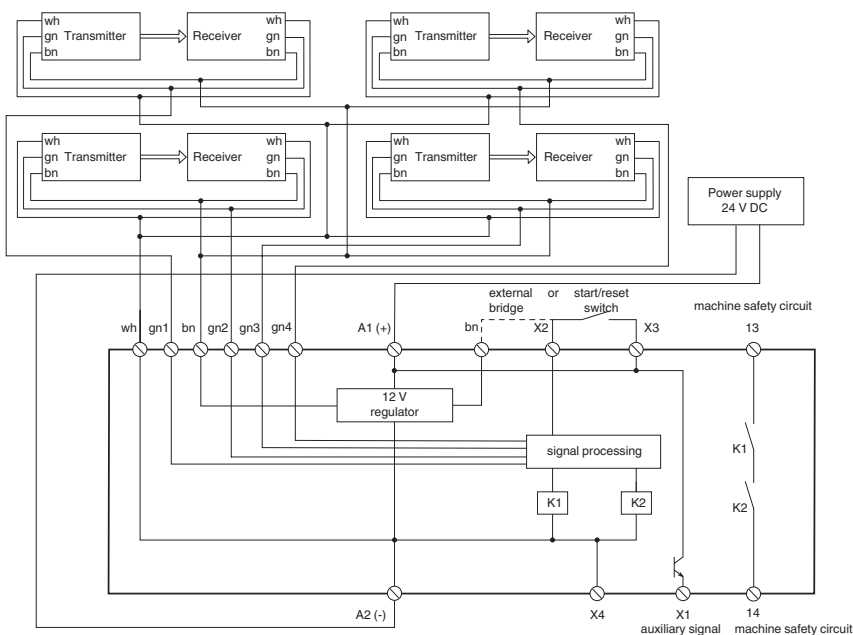 wh
gn Transmitter
bn
Receiver
wh
gn
bn
wh
gn Transmitter
bn
Receiver
wh
gn
bn
wh
gn Transmitter
bn
Receiver
wh
gn
bn
wh
gn Transmitter
bn
Receiver
wh
gn
bn
Power supply
24 V DC
external
bridge
or
start/reset
switch
machine safety circuit
wh
gn1
bn
gn2
gn3
gn4
A1 (+)
bn
X2
X3
13
12 V
regulator
signal processing
K1
K2
K1
K2
A2 (-)
X4
X1
auxiliary signal
14
machine safety circuit